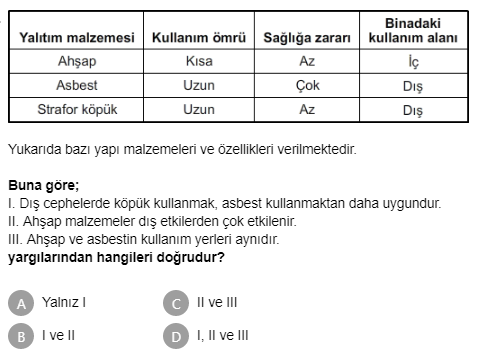 Yalıtım malzemesi Kullanım ömrü Sağlığa zararı Binadaki kullanım alanı
Ahşap Kısa Az İç
Asbest Uzun Çok Dış
Strafor köpük Uzun Az Dış
Yukarıda bazı yapı malzemeleri ve özellikleri verilmektedir.
Buna göre;
I. Dış cephelerde köpük kullanmak, asbest kullanmaktan daha uygundur.
II. Ahşap malzemeler dış etkilerden çok etkilenir.
III. Ahşap ve asbestin kullanım yerleri aynıdır.
yargılarından hangileri doğrudur?
A Yalnız I
B I ve II
C II ve III
D I, II ve III